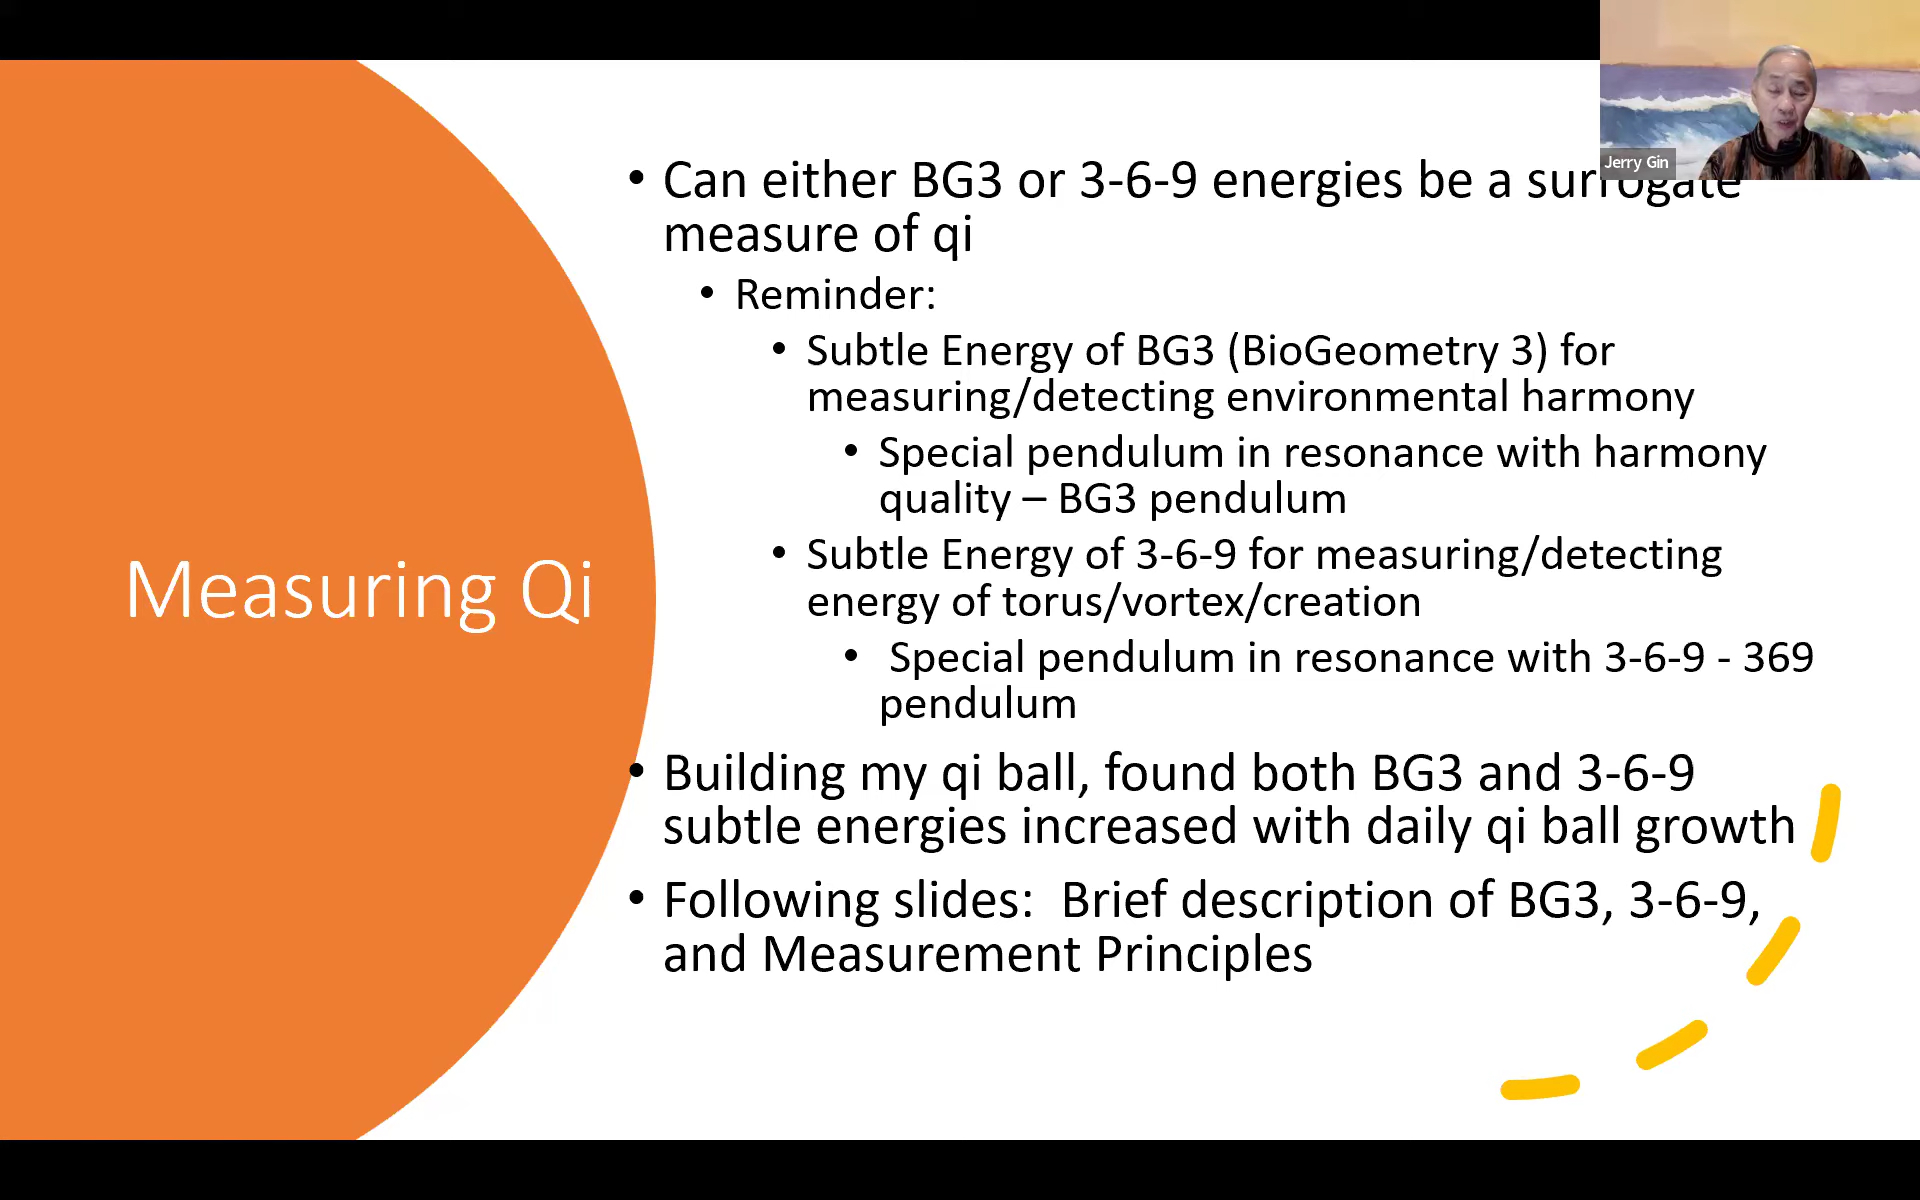 Jerry Gin
Measuring Qi
• Can either BG3 or 3-6-9 energies be a surrogate
measure of qi
• Reminder:
• Subtle Energy of BG3 (BioGeometry 3) for
measuring/detecting environmental harmony
• Special pendulum in resonance with harmony
quality – BG3 pendulum
• Subtle Energy of 3-6-9 for measuring/detecting
energy of torus/vortex/creation
• Special pendulum in resonance with 3-6-9 - 369
pendulum
• Building my qi ball, found both BG3 and 3-6-9
subtle energies increased with daily qi ball growth
• Following slides:  Brief description of BG3, 3-6-9,
and Measurement Principles